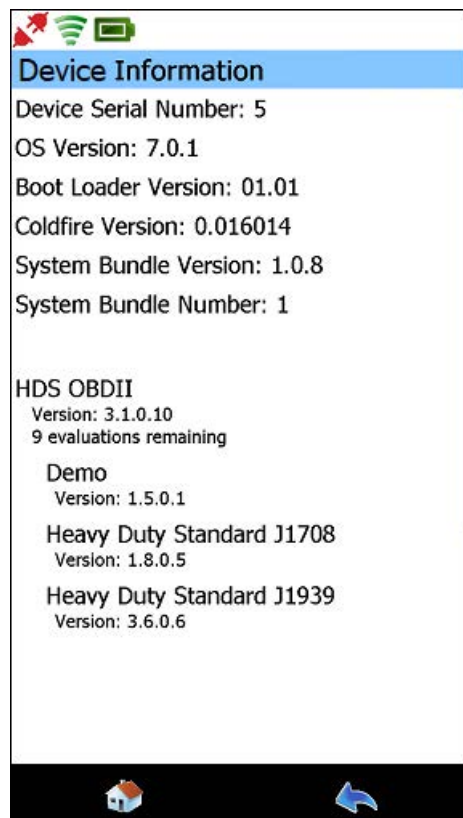 Device Information
Device Serial Number: 5
OS Version: 7.0.1
Boot Loader Version: 01.01
Coldfire Version: 0.016014
System Bundle Version: 1.0.8
System Bundle Number: 1
HDS OBDII
Version: 3.1.0.10
9 evaluations remaining
Demo
Version: 1.5.0.1
Heavy Duty Standard J1708
Version: 1.8.0.5
Heavy Duty Standard J1939
Version: 3.6.0.6